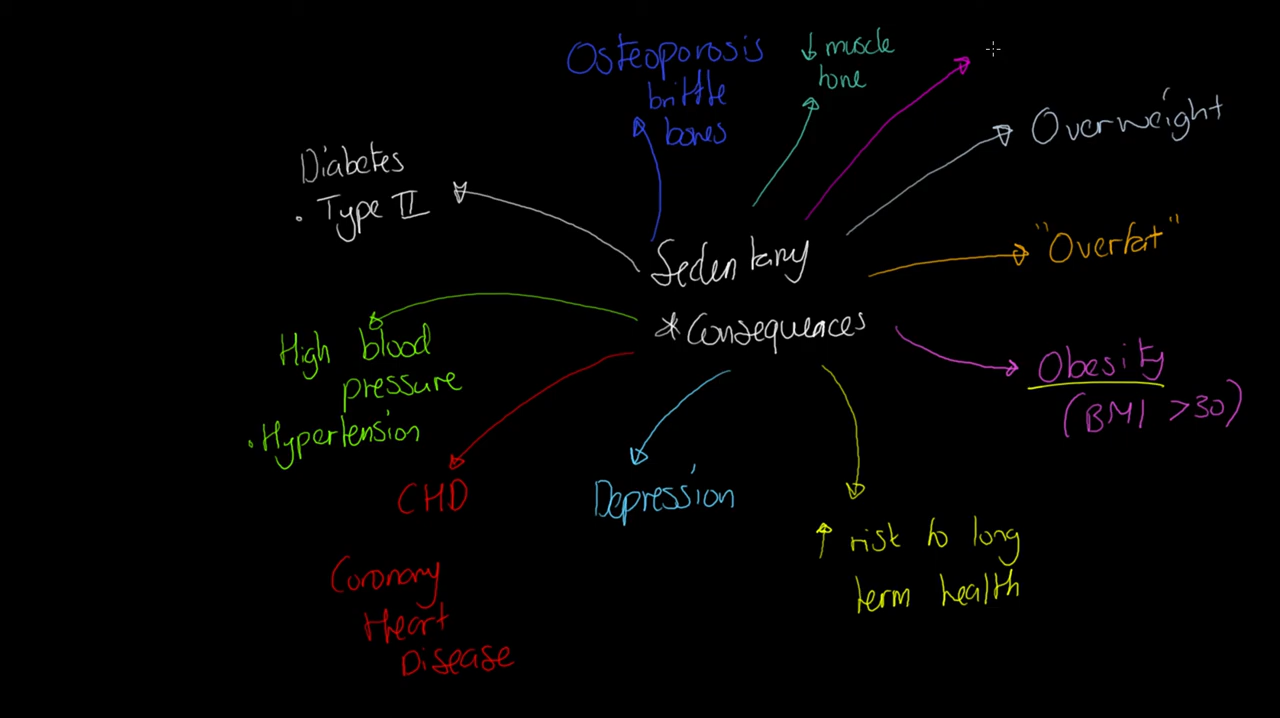 Sedentary
*Consequences
Osteoporosis
brittle
bones
↓ muscle
tone
Overweight
"Overfat"
Obesity
(BMI >30)
↑ risk to long
term health
Depression
CHD
Coronary
Heart
Disease
High blood
pressure
• Hypertension
Diabetes
• Type II